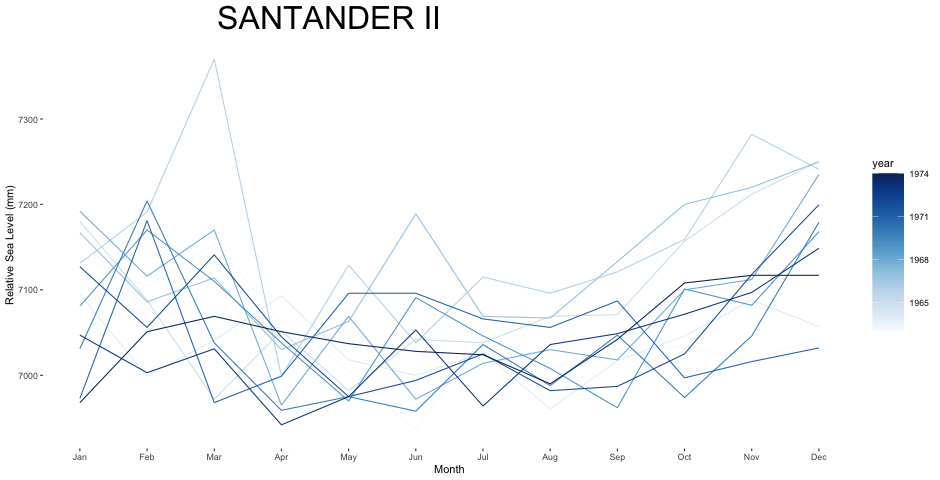 SANTANDER II
Relative Sea Level (mm)
7300
7200
7100
7000
Jan Feb Mar Apr May Jun Jul Aug Sep Oct Nov Dec
Month
year
1974
1971
1968
1965